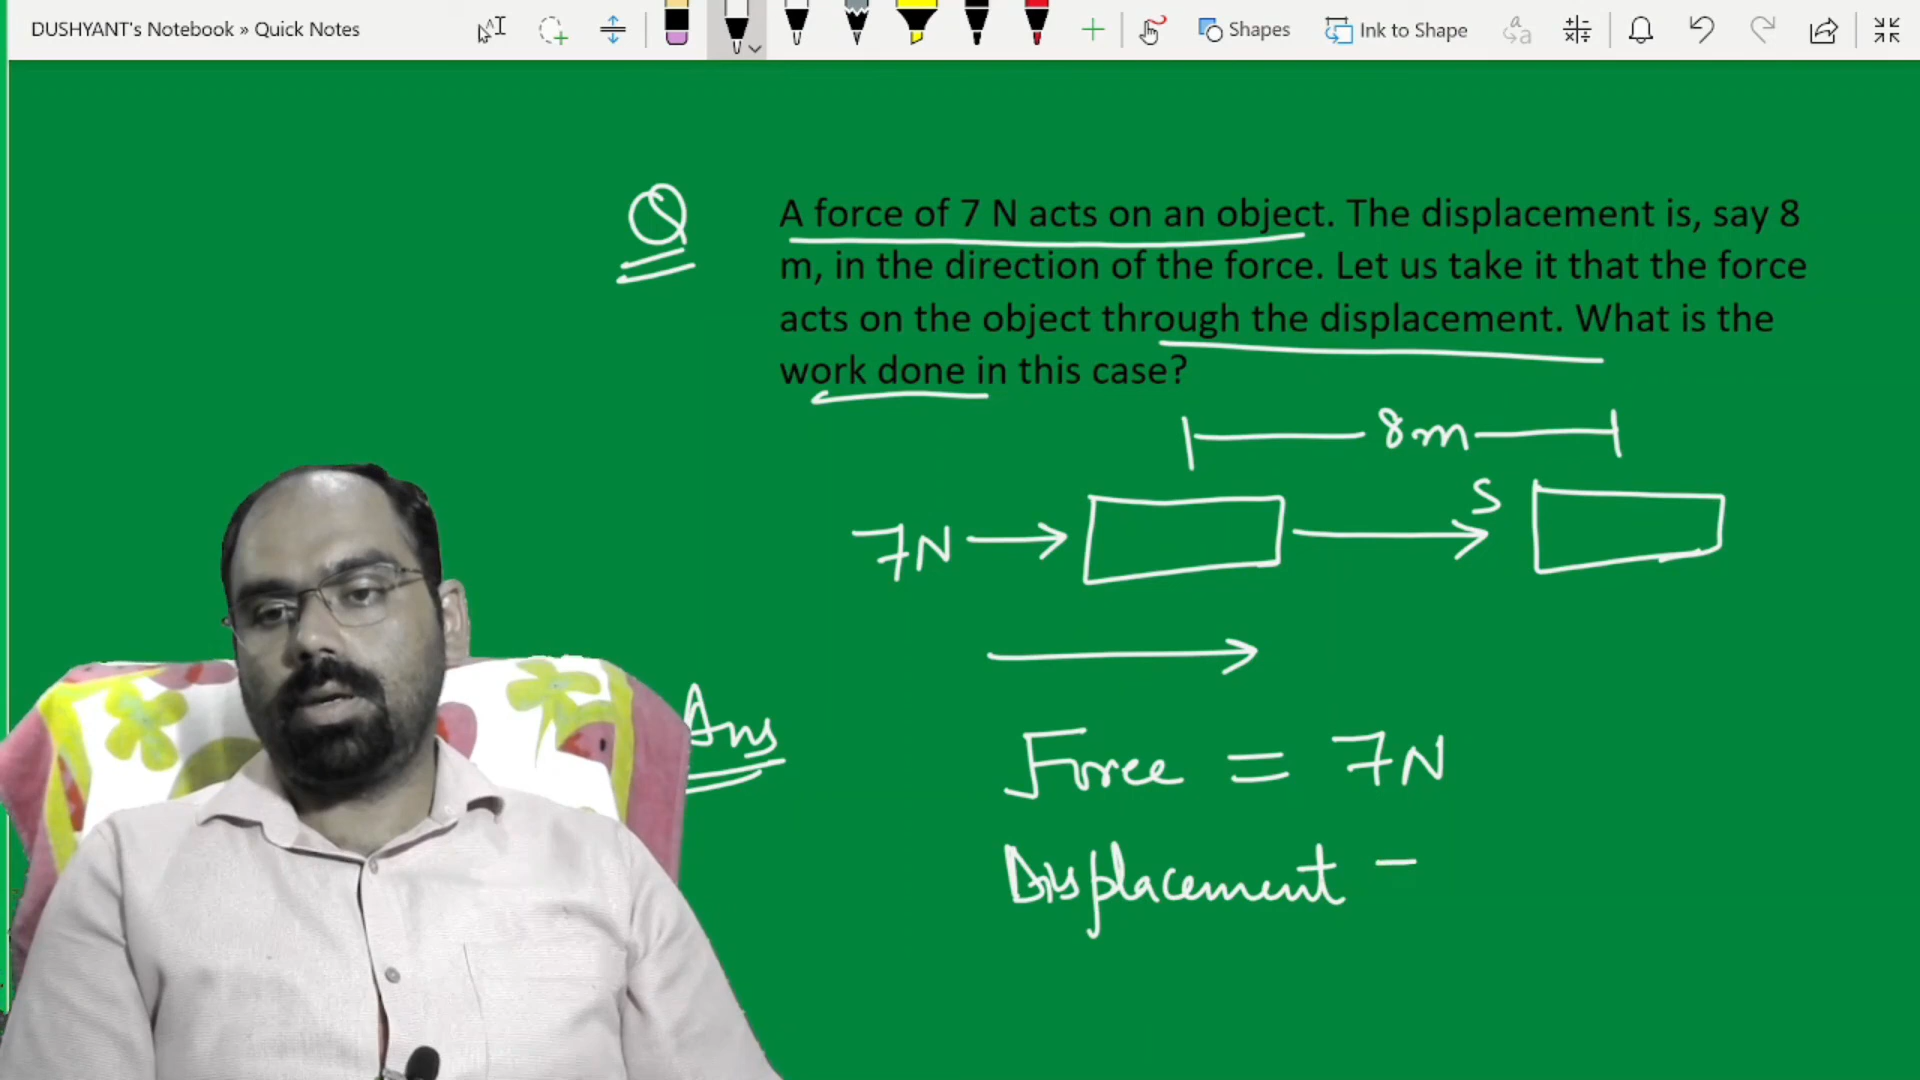 DUSHYANT's Notebook » Quick Notes
Shapes
Ink to Shape
Q
A force of 7 N acts on an object. The displacement is, say 8
m, in the direction of the force. Let us take it that the force
acts on the object through the displacement. What is the
work done in this case?
8m
S
7N
Ans
Force = 7N
Displacement -